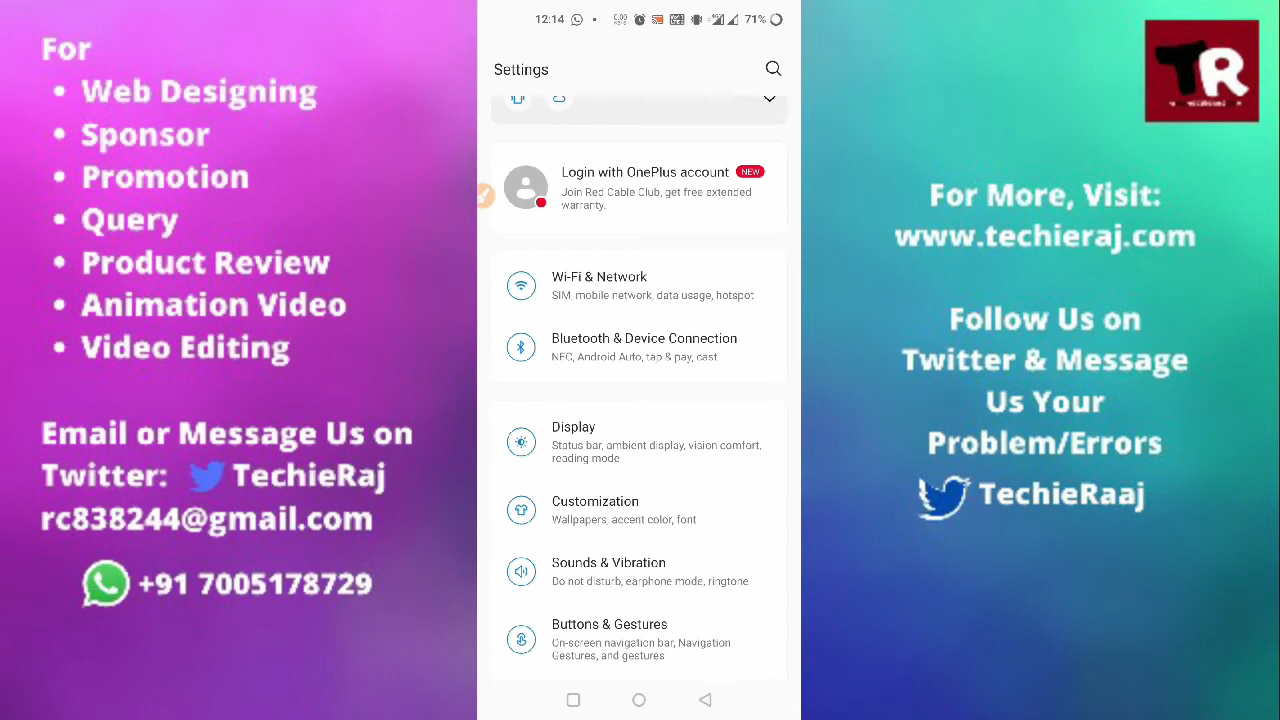 For
• Web Designing
• Sponsor
• Promotion
• Query
• Product Review
• Animation Video
• Video Editing
Email or Message Us on
Twitter: TechieRaj
rc838244@gmail.com
+91 7005178729
12:14
0.00
71%
Settings
Login with OnePlus account NEW
Join Red Cable Club, get free extended
warranty.
Wi-Fi & Network
SIM, mobile network, data usage, hotspot
Bluetooth & Device Connection
NFC, Android Auto, tap & pay, cast
Display
Status bar, ambient display, vision comfort,
reading mode
Customization
Wallpapers, accent color, font
Sounds & Vibration
Do not disturb, earphone mode, ringtone
Buttons & Gestures
On-screen navigation bar, Navigation
Gestures, and gestures
TR
For More, Visit:
www.techieraj.com
Follow Us on
Twitter & Message
Us Your
Problem/Errors
TechieRaaj